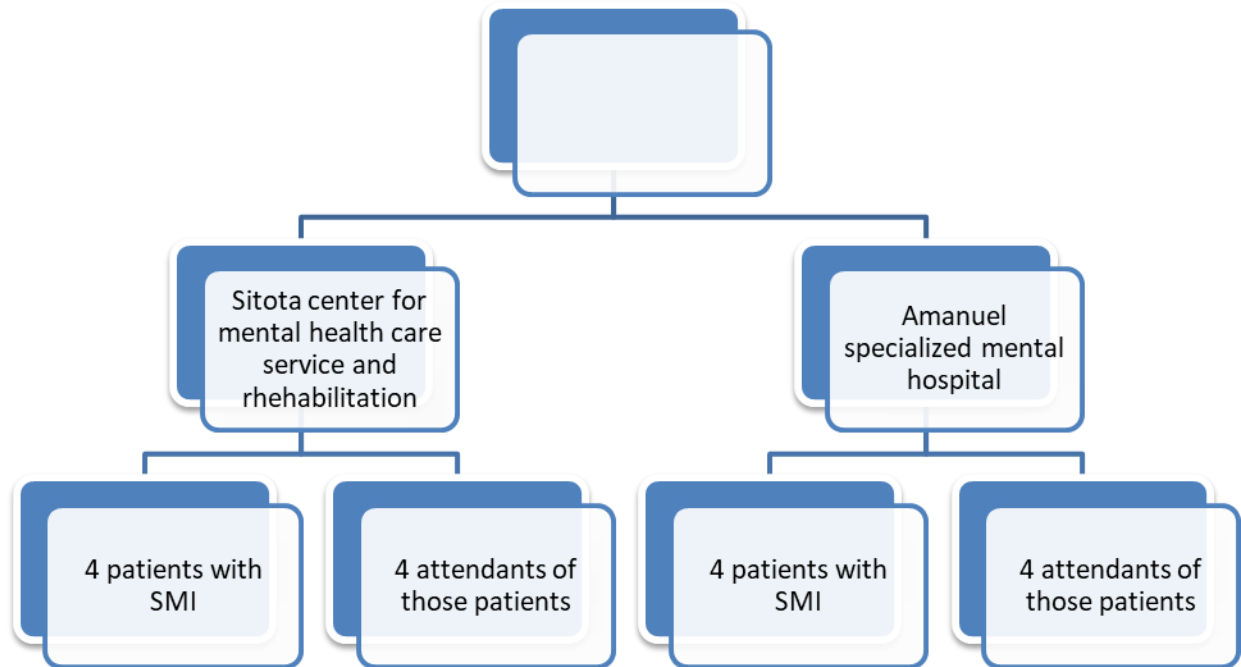 Sitota center for
mental health care
service and
rhehabilitation
Amanuel
specialized mental
hospital
4 patients with
SMI
4 attendants of
those patients
4 patients with
SMI
4 attendants of
those patients